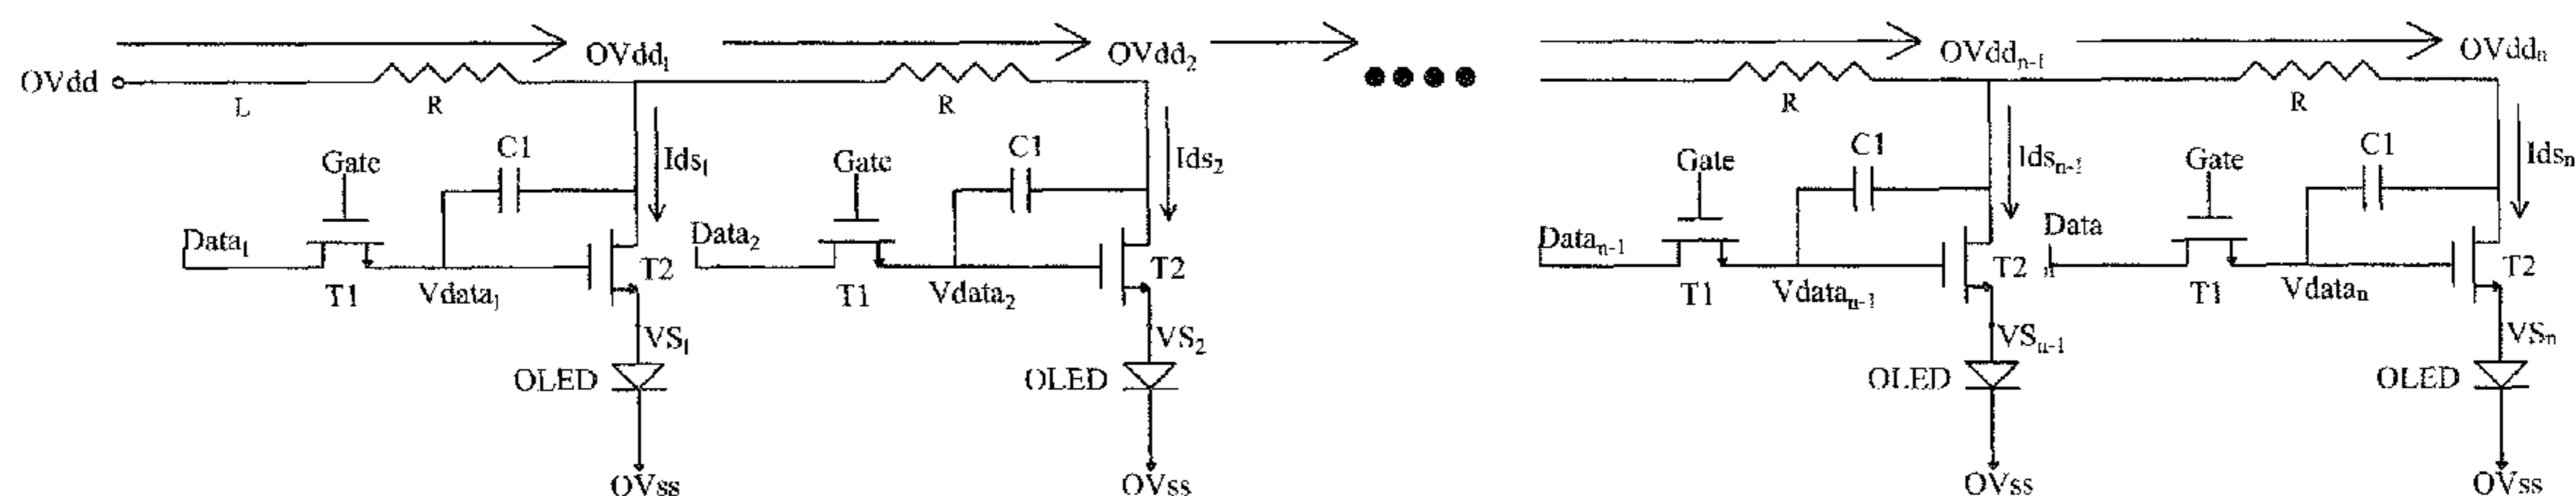 OVdd L R OVdd₁ R OVdd₂ R OVddₙ₋₁ R OVddₙ
Gate C1 Ids₁ Gate C1 Ids₂ Gate C1 Idsₙ₋₁ Gate C1 Idsₙ
Data₁ T1 Vdata₁ T2 Data₂ T1 Vdata₂ T2 Dataₙ₋₁ T1 Vdataₙ₋₁ T2 Dataₙ T1 Vdataₙ T2
VS₁ VS₂ VSₙ₋₁ VSₙ
OLED OLED OLED OLED
OVss OVss OVss OVss